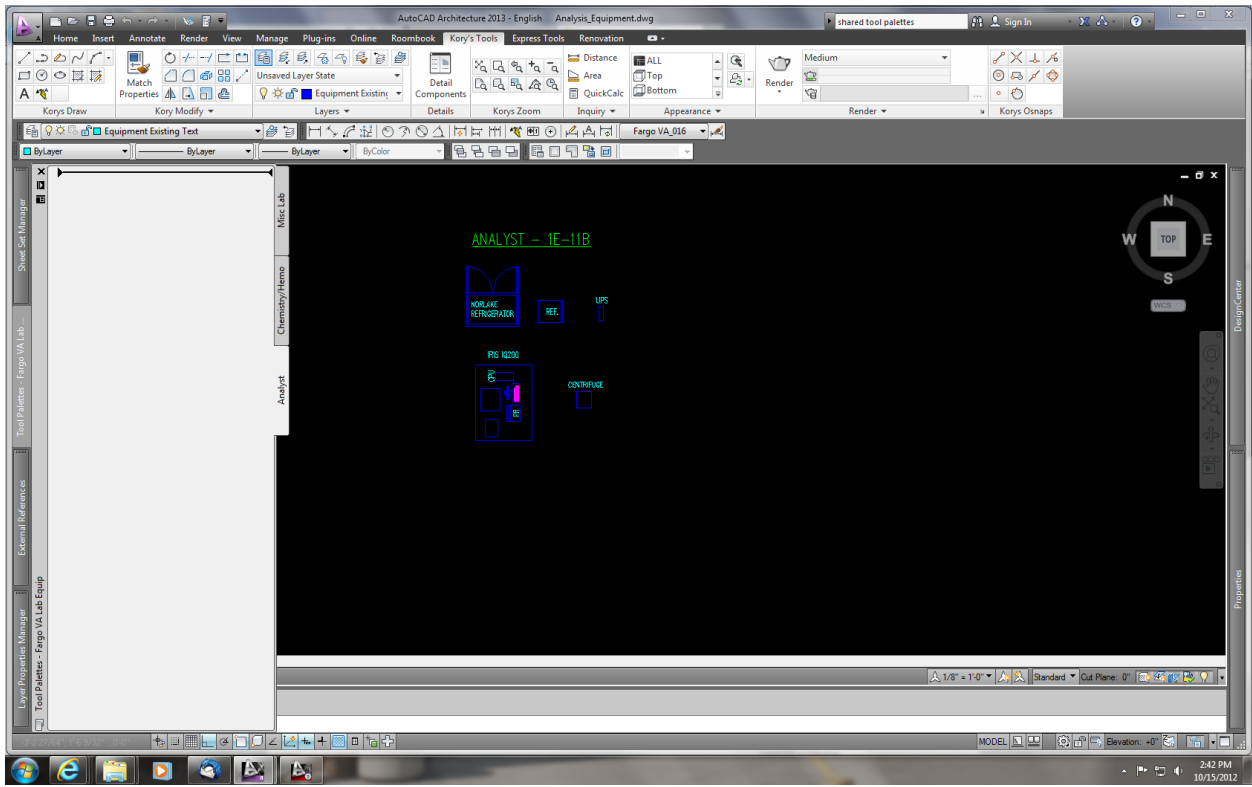 AutoCAD Architecture 2013 - English Analysis_Equipment.dwg
shared tool palettes
Sign In
Home Insert Annotate Render View Manage Plug-ins Online Roombook Kory's Tools Express Tools Renovation
Match
Properties
Unsaved Layer State
Equipment Existing
Detail
Components
Distance
Area
QuickCalc
ALL
Top
Bottom
Render
Medium
Korys Draw
Kory Modify
Layers
Details
Korys Zoom
Inquiry
Appearance
Render
Korys Osnaps
Equipment Existing Text
Fargo VA_016
ByLayer
ByLayer
ByLayer
ByColor
Sheet Set Manager
Tool Palettes - Fargo VA Lab ...
External References
Layer Properties Manager
Tool Palettes - Fargo VA Lab Equip
Misc Lab
Chemistry/Hemo
Analyst
ANALYST - 1E-11B
NORLAKE
REFRIGERATOR
REF.
UPS
IRIS IQ200
CPU
PR
CENTRIFUGE
N
W
TOP
E
S
WCS
DesignCenter
Properties
1/8" = 1'-0"
Standard
Cut Plane: 0"
MODEL
Elevation: +0"
2:42 PM
10/15/2012